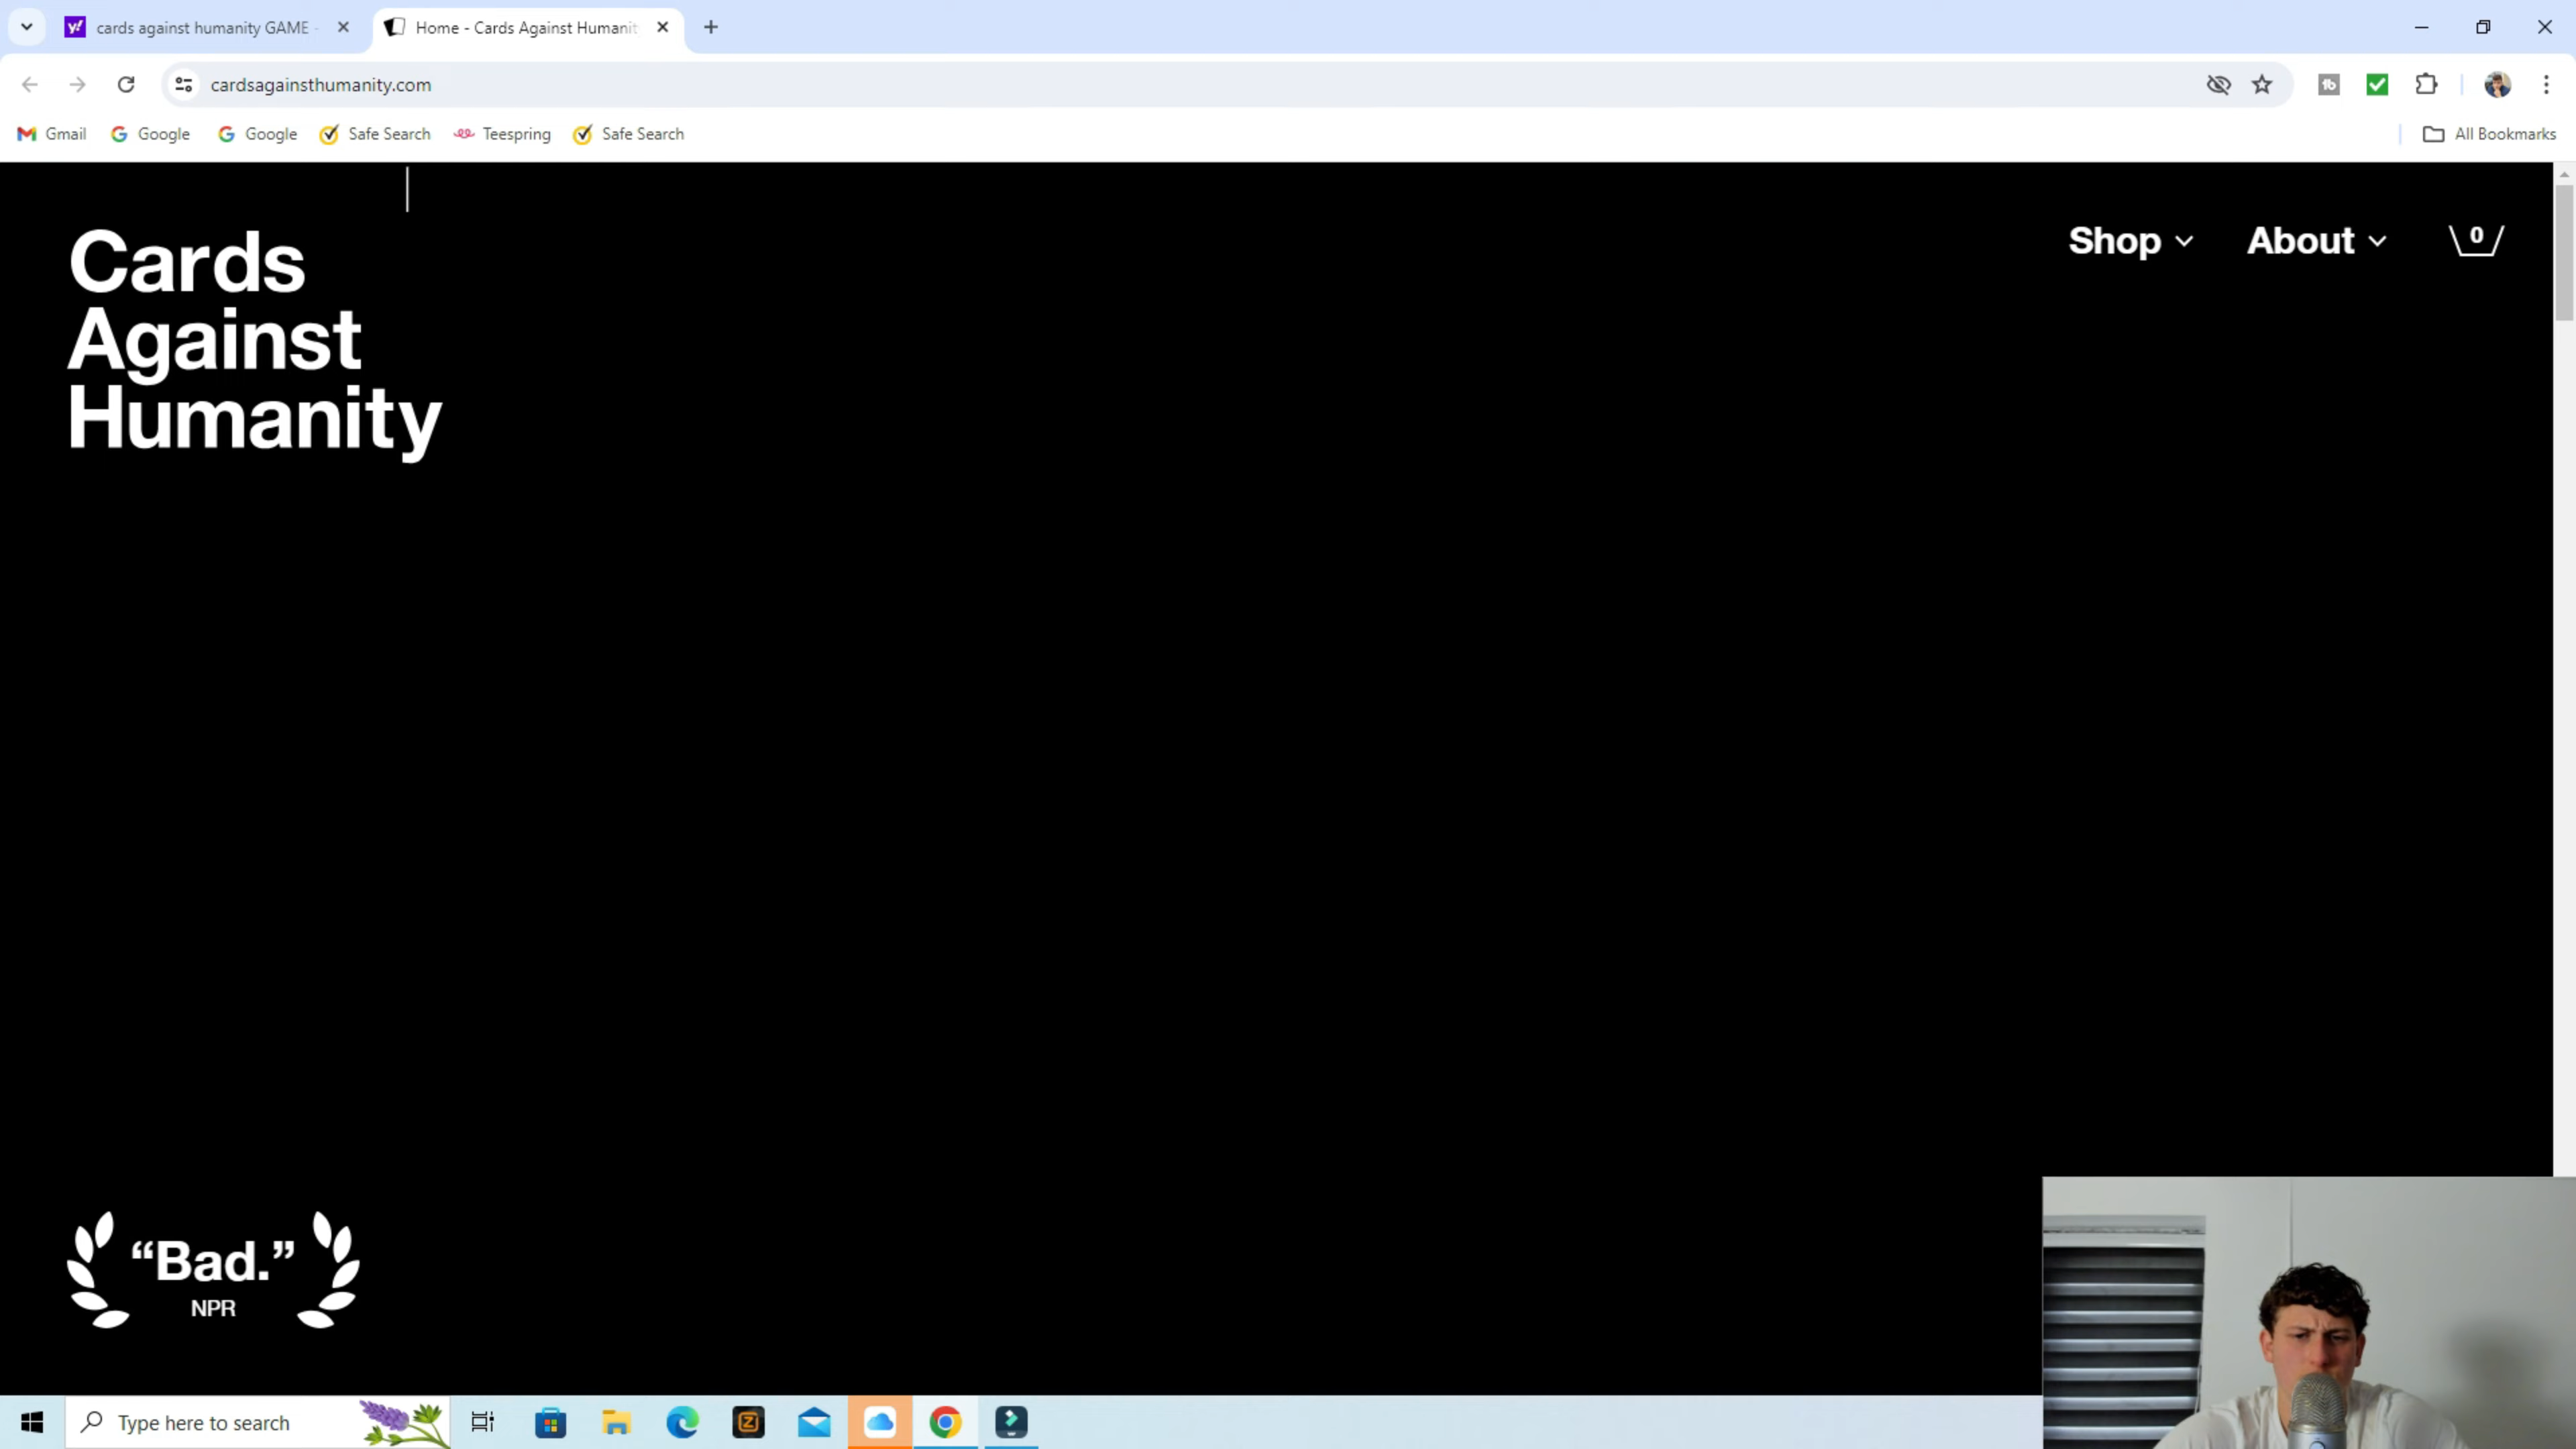 cards against humanity GAME -
Home - Cards Against Humanit
cardsagainsthumanity.com
Gmail
Google
Google
Safe Search
Teespring
Safe Search
All Bookmarks
Cards
Against
Humanity
Shop
About
0
“Bad.”
NPR
Type here to search